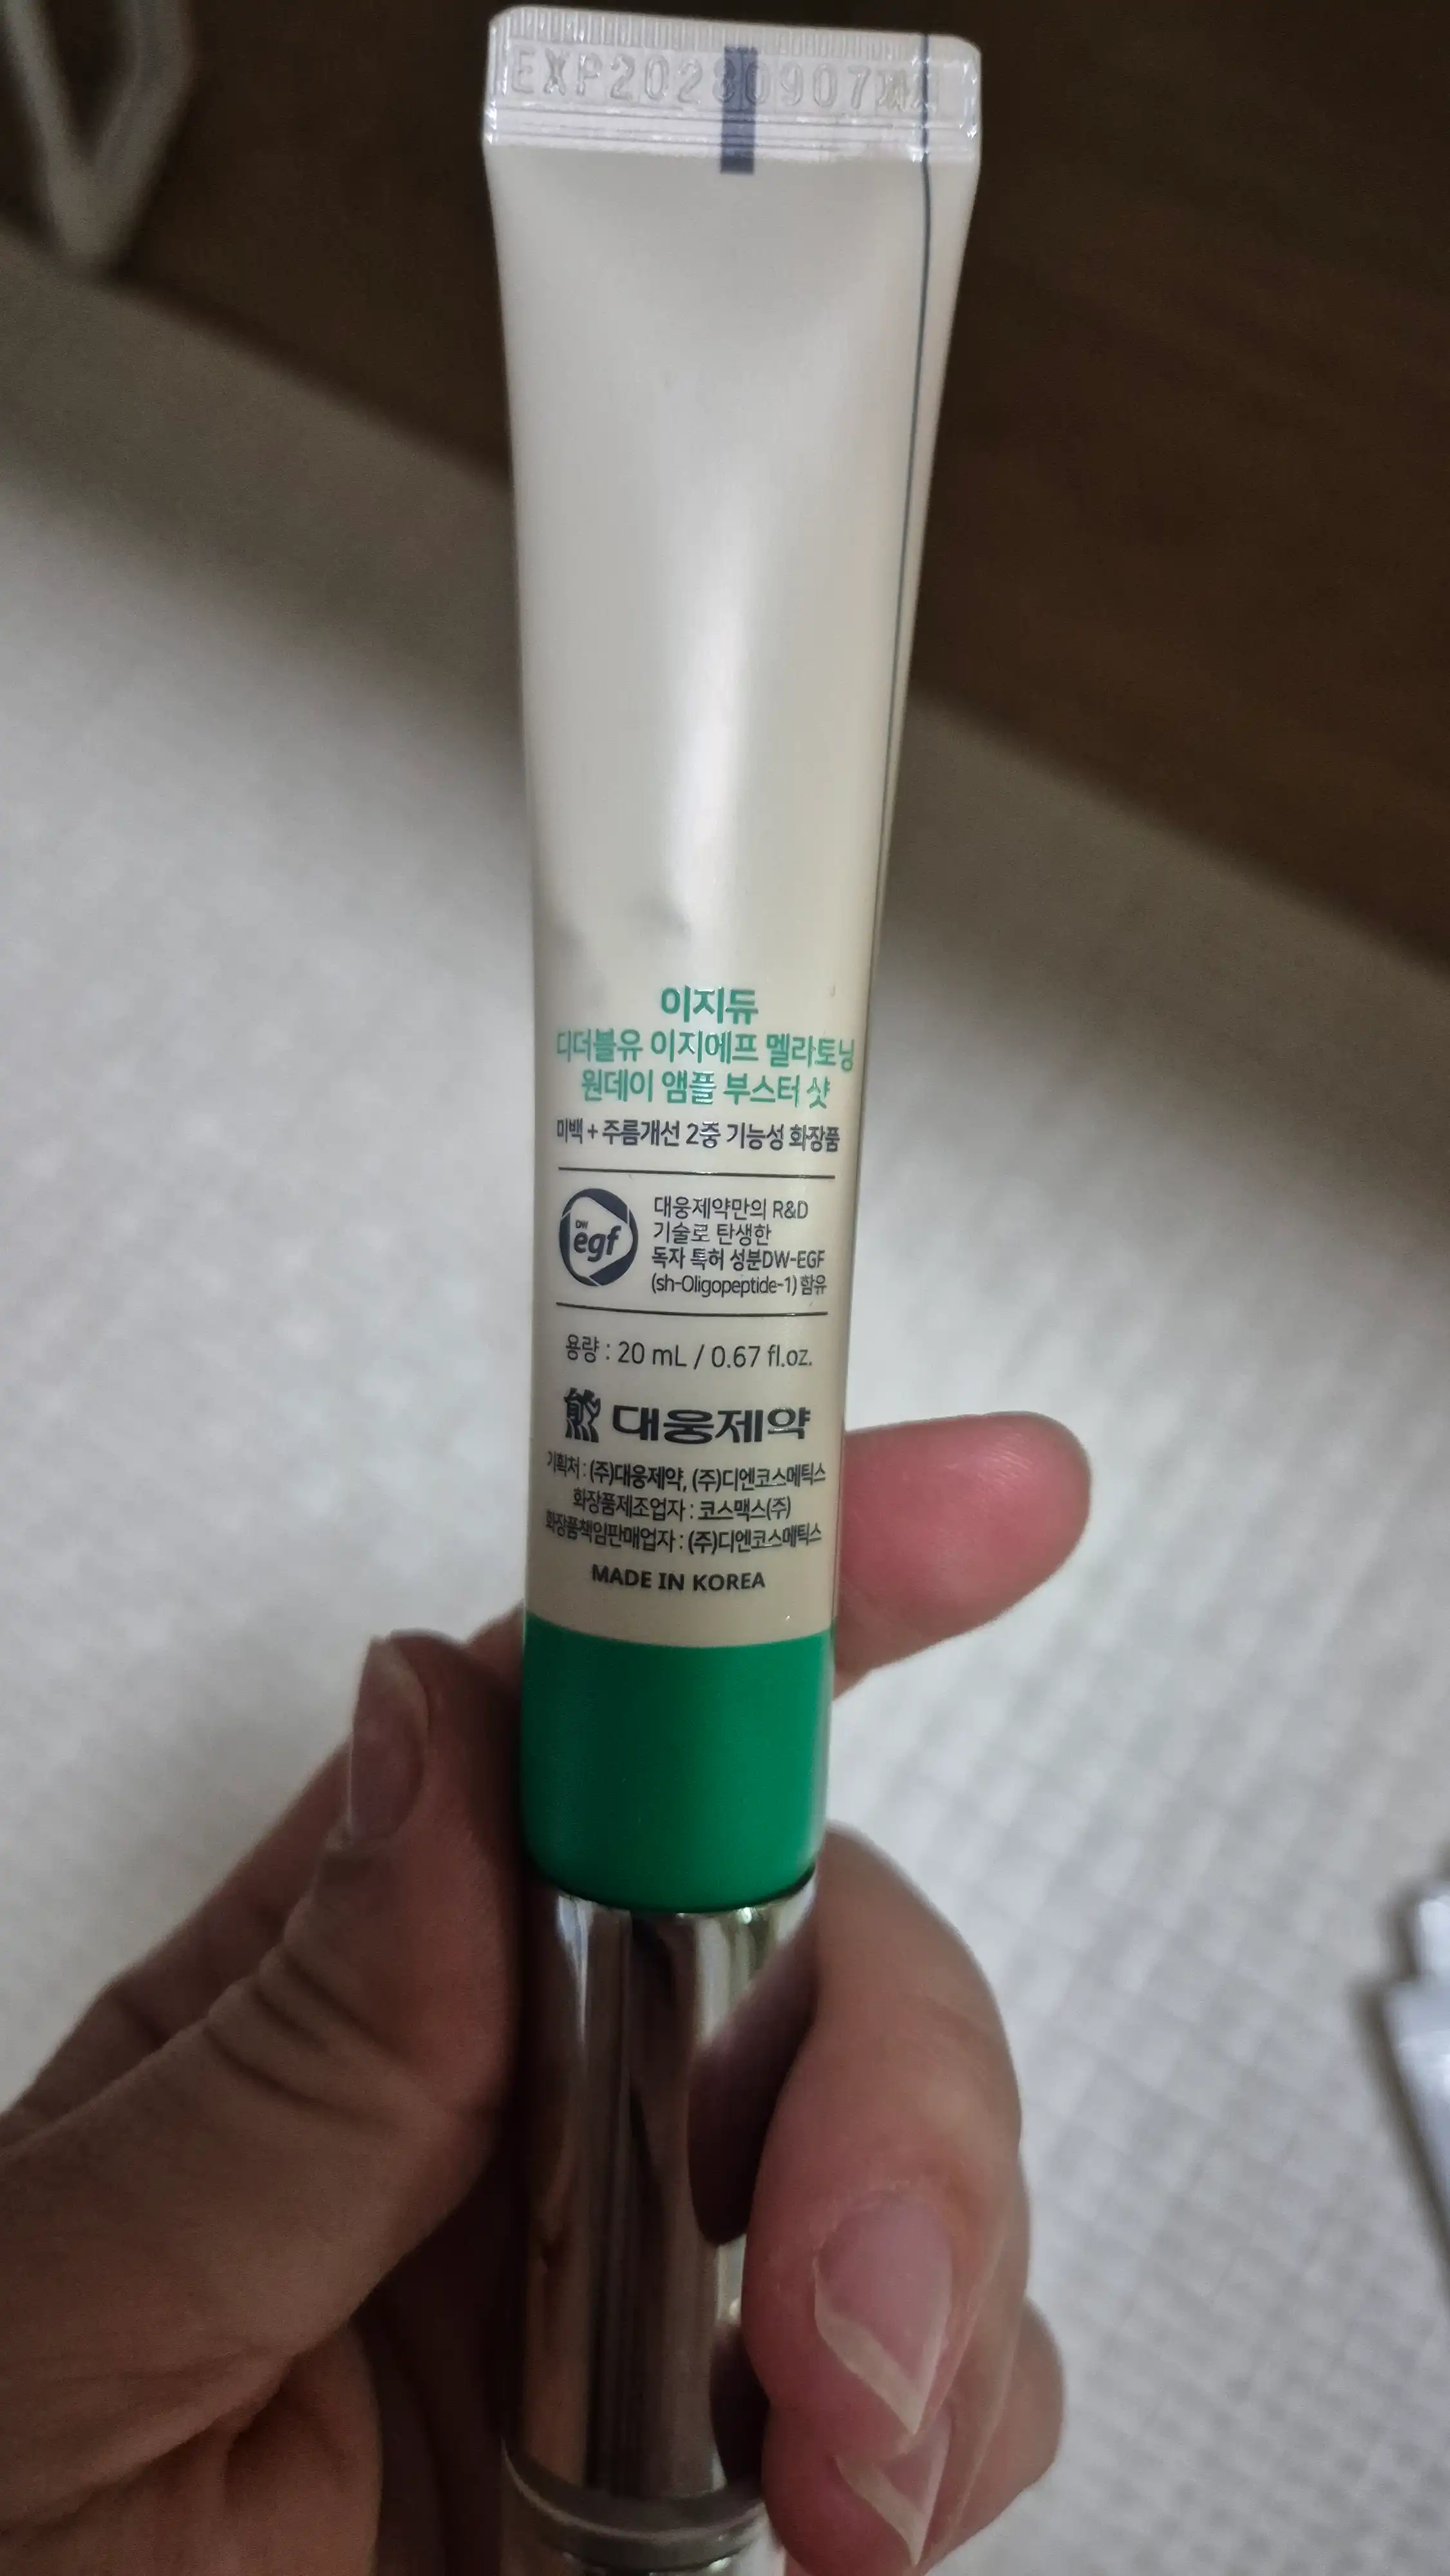 EXP20280907
이지듀
디더블유 이지에프 멜라토닝
원데이 앰플 부스터 샷
미백 + 주름개선 2중 기능성 화장품
DW
egf
대웅제약만의 R&D
기술로 탄생한
독자 특허 성분DW-EGF
(sh-Oligopeptide-1) 함유
용량 : 20 mL / 0.67 fl.oz.
대웅제약
기획처 : (주)대웅제약, (주)디엔코스메틱스
화장품제조업자 : 코스맥스(주)
화장품책임판매업자 : (주)디엔코스메틱스
MADE IN KOREA